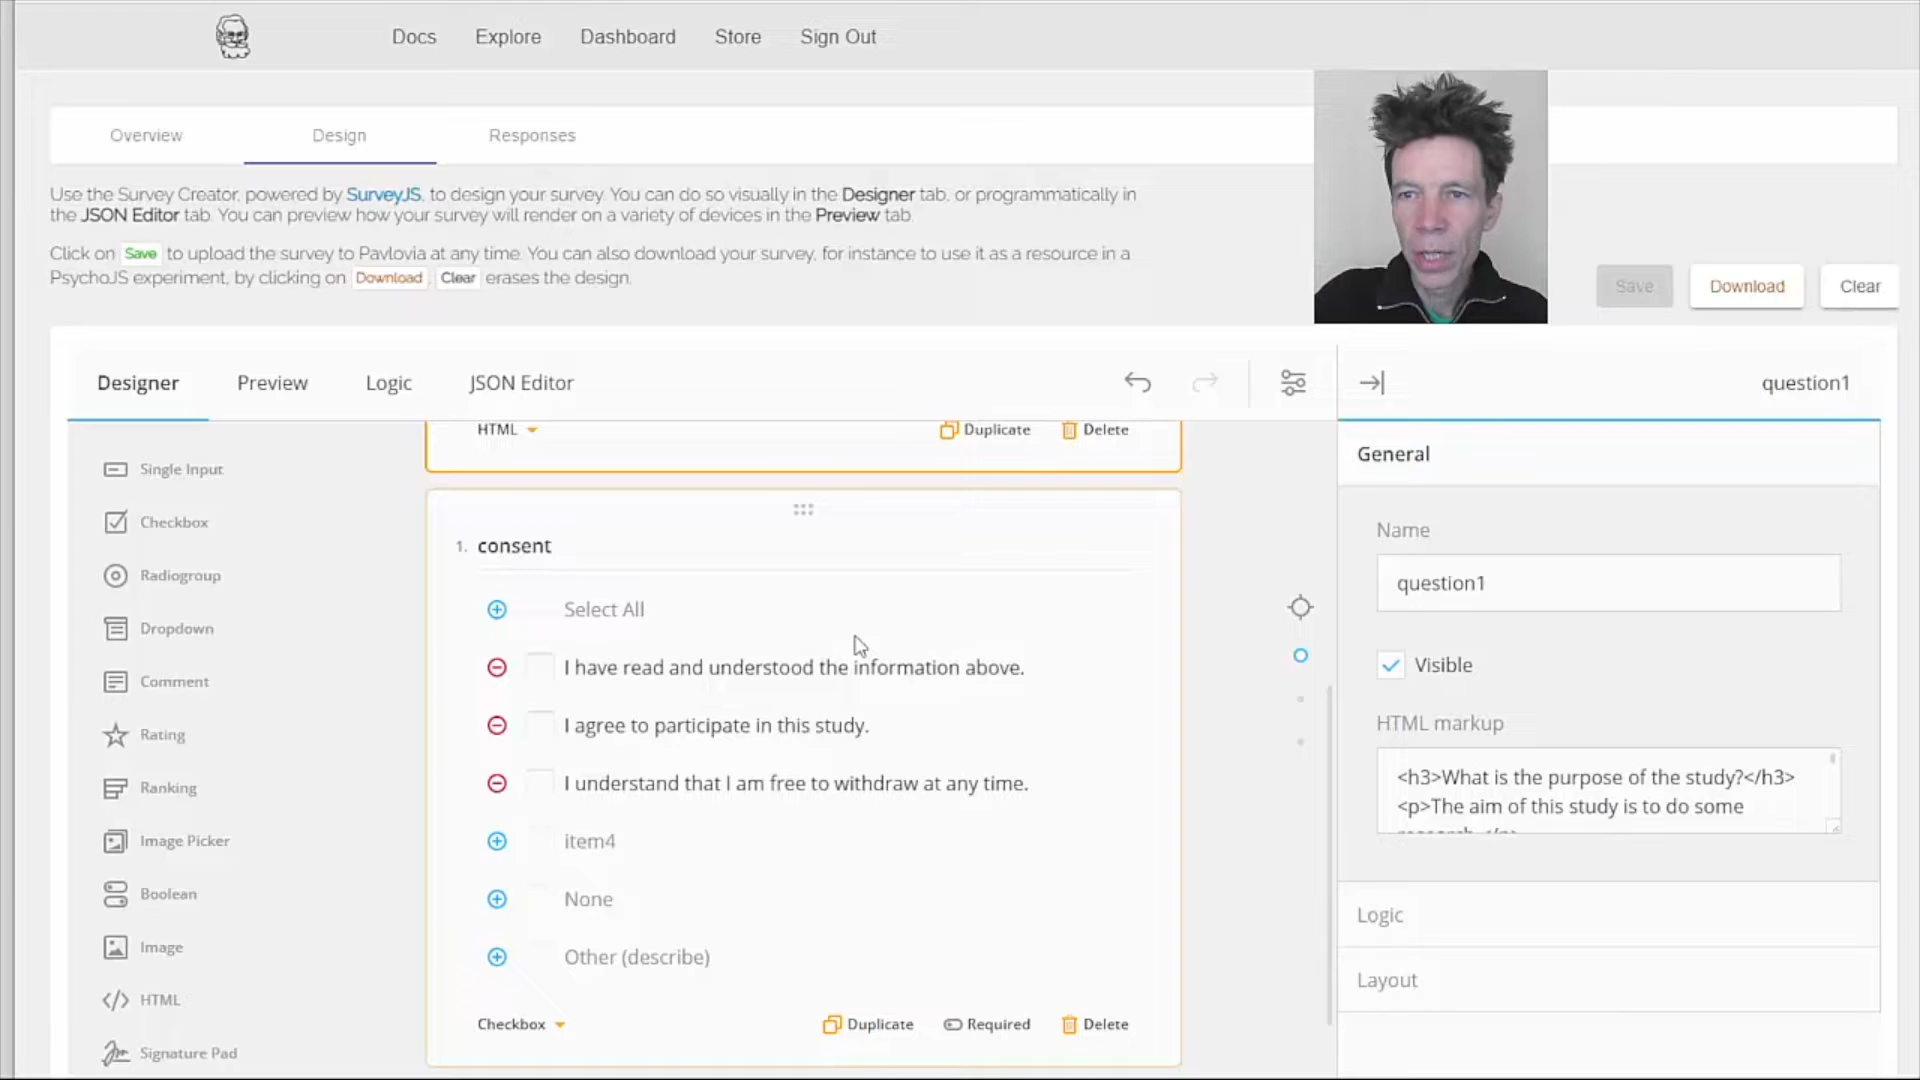 Docs Explore Dashboard Store Sign Out
Overview Design Responses
Use the Survey Creator, powered by SurveyJS, to design your survey. You can do so visually in the Designer tab, or programmatically in
the JSON Editor tab. You can preview how your survey will render on a variety of devices in the Preview tab.
Click on Save to upload the survey to Pavlovia at any time. You can also download your survey, for instance to use it as a resource in a
PsychoJS experiment, by clicking on Download. Clear erases the design.
Save Download Clear
Designer Preview Logic JSON Editor
question1
Single Input
Checkbox
Radiogroup
Dropdown
Comment
Rating
Ranking
Image Picker
Boolean
Image
HTML
Signature Pad
HTML Duplicate Delete
1. consent
Select All
I have read and understood the information above.
I agree to participate in this study.
I understand that I am free to withdraw at any time.
item4
None
Other (describe)
Checkbox Duplicate Required Delete
General
Name
question1
Visible
HTML markup
<h3>What is the purpose of the study?</h3>
<p>The aim of this study is to do some
Logic
Layout